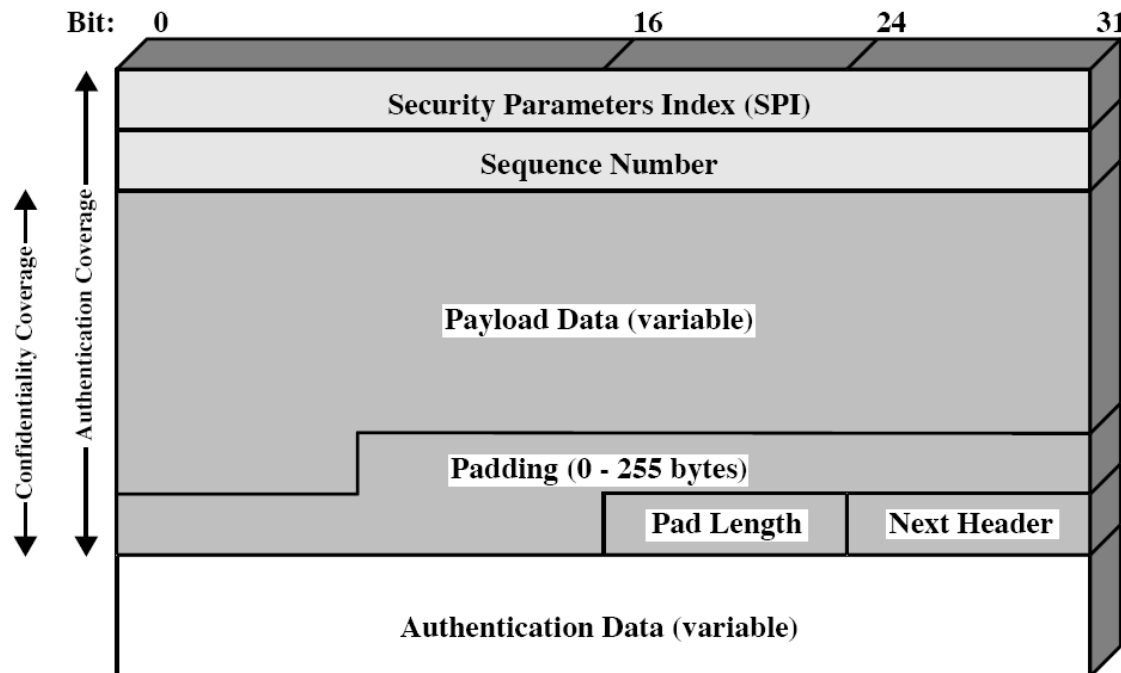 Bit: 0 16 24 31
Security Parameters Index (SPI)
Sequence Number
Confidentiality Coverage
Authentication Coverage
Payload Data (variable)
Padding (0 - 255 bytes)
Pad Length Next Header
Authentication Data (variable)